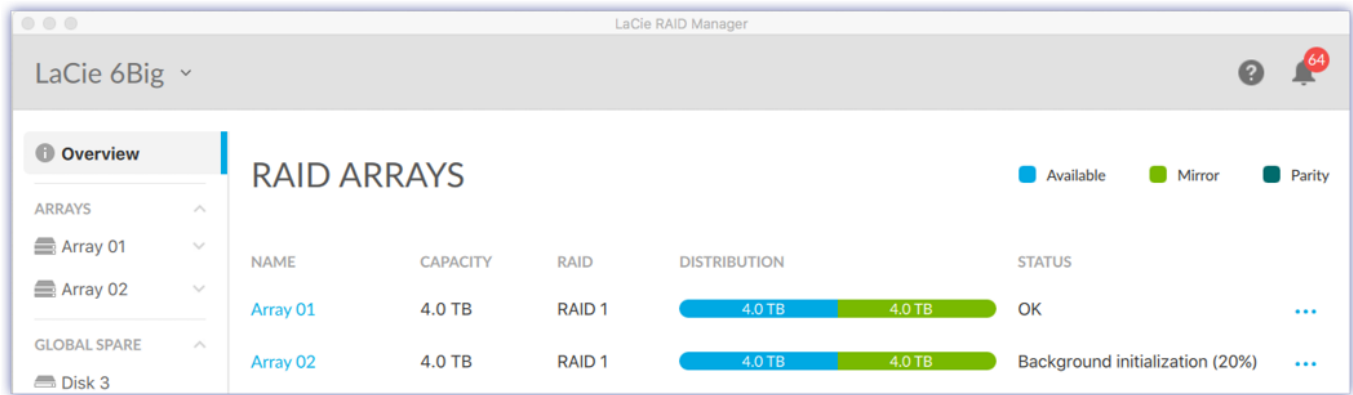 LaCie RAID Manager
LaCie 6Big
64
Overview
ARRAYS
Array 01
Array 02
GLOBAL SPARE
Disk 3
RAID ARRAYS
Available Mirror Parity
NAME CAPACITY RAID DISTRIBUTION STATUS
Array 01 4.0 TB RAID 1 4.0 TB 4.0 TB OK ...
Array 02 4.0 TB RAID 1 4.0 TB 4.0 TB Background initialization (20%) ...